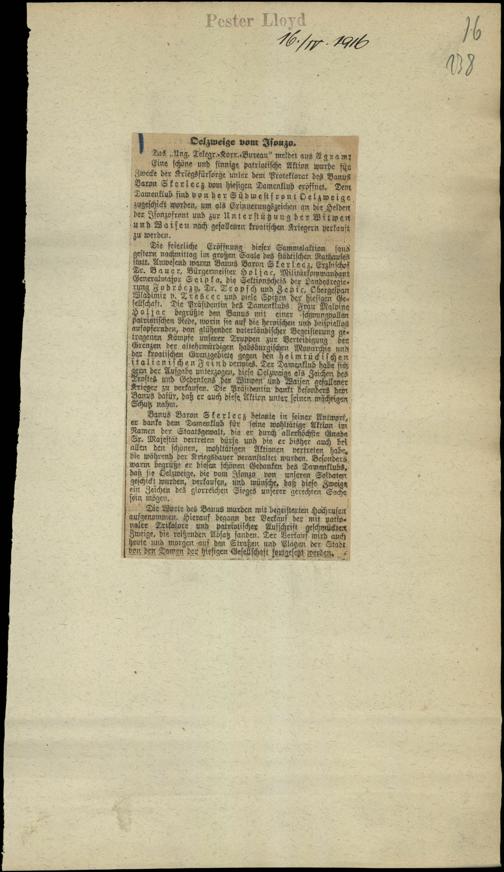 Pester Lloyd
16./IV. 1916
16
138
Oelzweige vom Isonzo.
Das „Ung. Telegr.-Korr.-Bureau" meldet aus Agram:
Eine schöne und sinnige patriotische Aktion wurde für
Zwecke der Kriegsfürsorge unter dem Protektorat des Banus
Baron Skerlecz vom hiesigen Damenklub eröffnet. Dem
Damenklub sind von der Südwestfront Oelzweige
zugeschickt worden, um als Erinnerungszeichen an die Helden
der Isonzofront und zur Unterstützung der Witwen
und Waisen nach gefallenen kroatischen Kriegern verkauft
zu werden.
Die feierliche Eröffnung dieser Sammelaktion fand
gestern nachmittag im großen Saale des städtischen Rathauses
statt. Anwesend waren Banus Baron Skerlecz, Erzbischof
Dr. Bauer, Bürgermeister Holjac, Militärkommandant
Generalmajor Seipka, die Sektionschefs der Landesregie-
rung Fodroczy, Dr. Tropsch und Zepic, Obergespan
Wladimir v. Trescec und viele Spitzen der hiesigen Ge-
sellschaft. Die Präsidentin des Damenklubs Frau Malvine
Holjac begrüßte den Banus mit einer schwungvollen
patriotischen Rede, worin sie auf die heroischen und beispiellos
aufopfernden, von glühender vaterländischer Begeisterung ge-
tragenen Kämpfe unserer Truppen zur Verteidigung der
Grenzen der altehrwürdigen habsburgischen Monarchie und
der kroatischen Grenzgebiete gegen den heimtückischen
italienischen Feind verwies. Der Damenklub habe sich
gern der Aufgabe unterzogen, diese Oelzweige als Zeichen des
Trostes und Gedenkens der Witwen und Waisen gefallener
Krieger zu verkaufen. Die Präsidentin dankt besonders dem
Banus dafür, daß er auch diese Aktion unter seinen mächtigen
Schutz nahm.
Banus Baron Skerlecz betonte in seiner Antwort,
er danke dem Damenklub für seine wohltätige Aktion im
Namen der Staatsgewalt, die er durch allerhöchste Gnade
Sr. Majestät vertreten dürfe und die er bisher auch bei
allen den schönen, wohltätigen Aktionen vertreten habe,
die während der Kriegsdauer veranstaltet wurden. Besonders
warm begrüße er diesen schönen Gedanken des Damenklubs,
daß sie Oelzweige, die vom Isonzo von unseren Soldaten
geschickt wurden, verkaufen, und wünsche, daß diese Zweige
ein Zeichen des glorreichen Sieges unserer gerechten Sache
sein mögen.
Die Worte des Banus wurden mit begeisterten Hochrufen
aufgenommen. Hierauf begann der Verkauf der mit natio-
naler Trikolore und patriotischer Aufschrift geschmückten
Zweige, die reißenden Absatz fanden. Der Verkauf wird auch
heute und morgen auf den Straßen und Plätzen der Stadt
von den Damen der hiesigen Gesellschaft fortgesetzt werden.